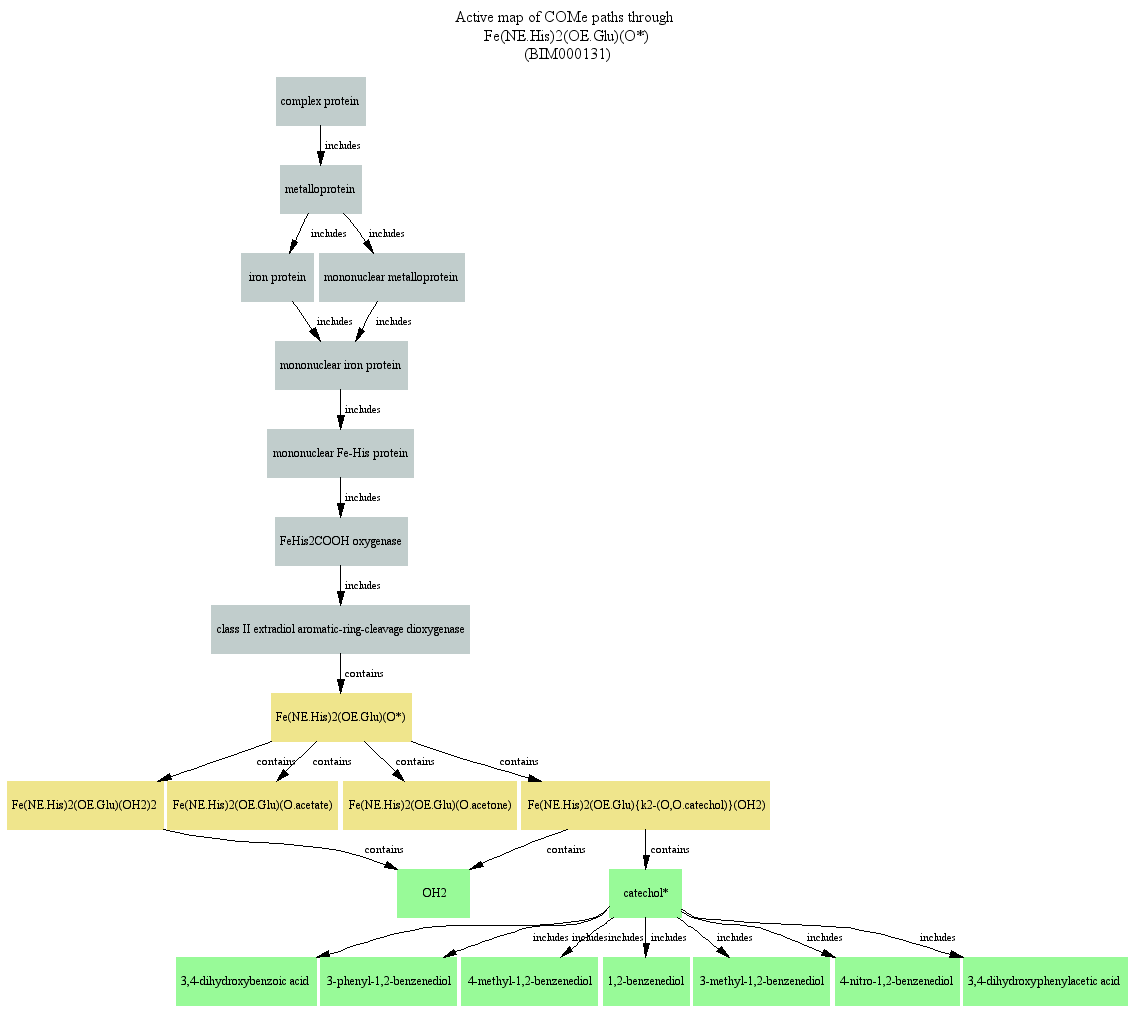 Active map of COMe paths through
Fe(NE.His)2(OE.Glu)(O*)
(BIM000131)
complex protein
includes
metalloprotein
includes includes
iron protein mononuclear metalloprotein
includes includes
mononuclear iron protein
includes
mononuclear Fe-His protein
includes
FeHis2COOH oxygenase
includes
class II extradiol aromatic-ring-cleavage dioxygenase
contains
Fe(NE.His)2(OE.Glu)(O*)
contains contains contains contains
Fe(NE.His)2(OE.Glu)(OH2)2 Fe(NE.His)2(OE.Glu)(O.acetate) Fe(NE.His)2(OE.Glu)(O.acetone) Fe(NE.His)2(OE.Glu){k2-(O,O.catechol)}(OH2)
contains contains contains
OH2 catechol*
includes includes includes includes includes includes includes
3,4-dihydroxybenzoic acid 3-phenyl-1,2-benzenediol 4-methyl-1,2-benzenediol 1,2-benzenediol 3-methyl-1,2-benzenediol 4-nitro-1,2-benzenediol 3,4-dihydroxyphenylacetic acid